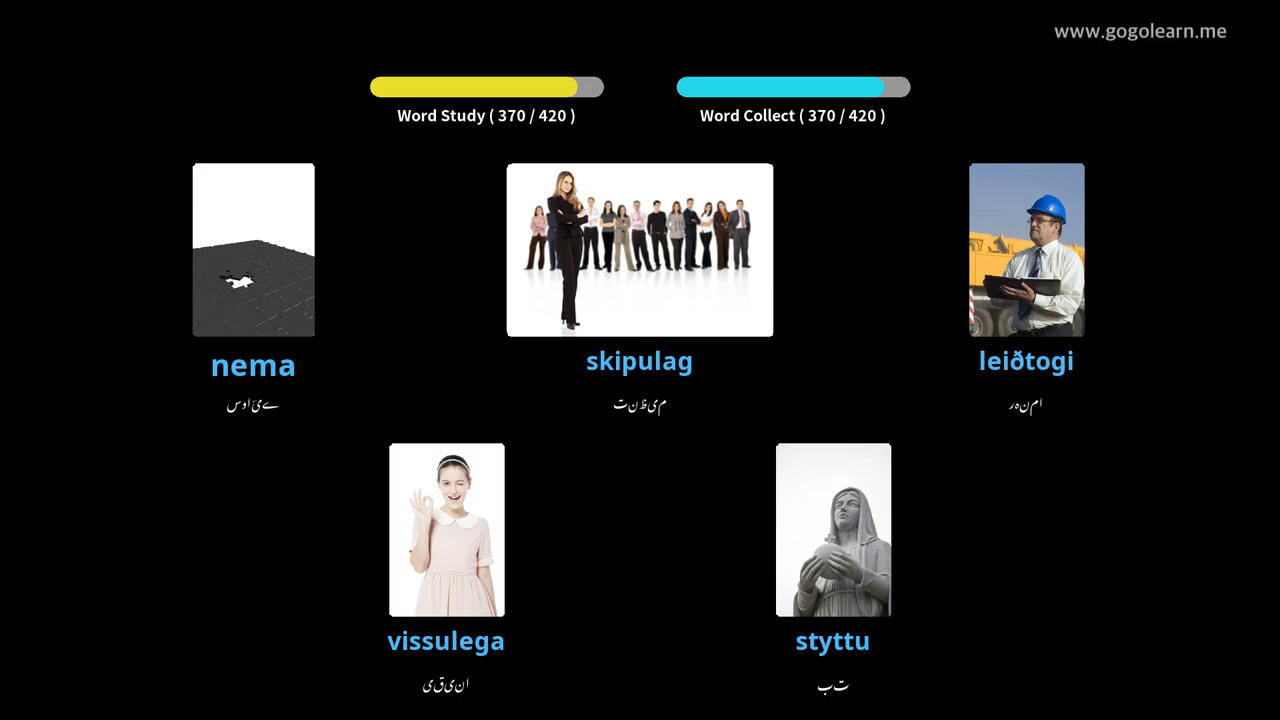 www.gogolearn.me
Word Study ( 370 / 420 )
Word Collect ( 370 / 420 )
nema
skipulag
leiðtogi
سوائے
تنظیم
رہنما
vissulega
styttu
یقینا
بت